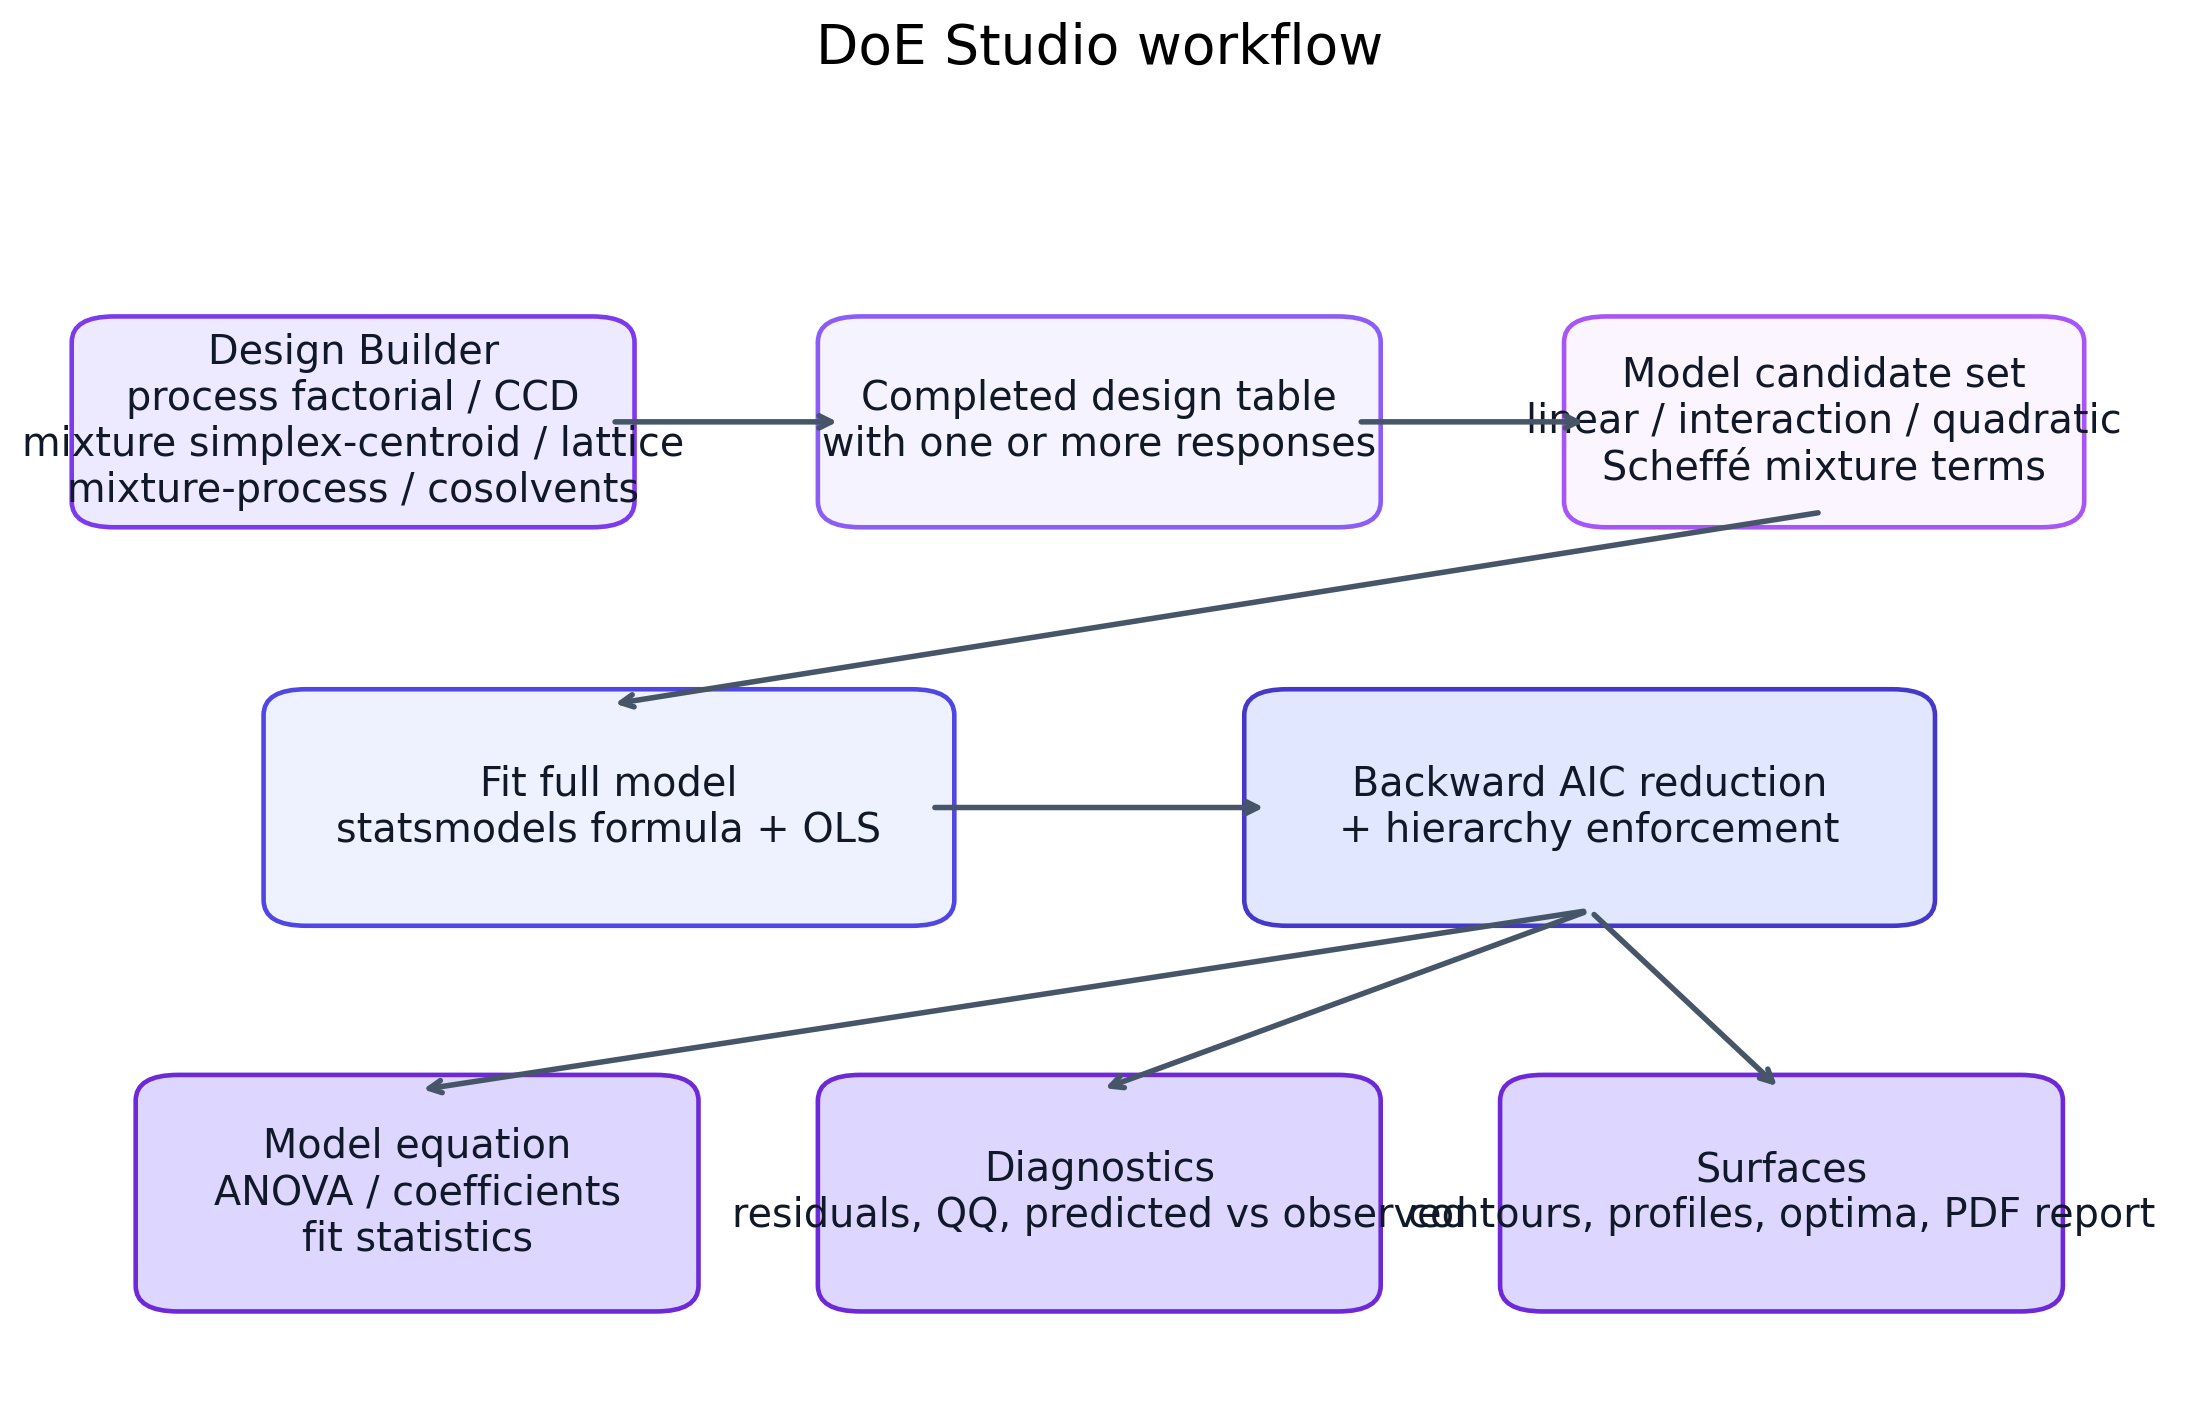 DoE Studio workflow
Design Builder
process factorial / CCD
mixture simplex-centroid / lattice
mixture-process / cosolvents
Completed design table
with one or more responses
Model candidate set
linear / interaction / quadratic
Scheffé mixture terms
Fit full model
statsmodels formula + OLS
Backward AIC reduction
+ hierarchy enforcement
Model equation
ANOVA / coefficients
fit statistics
Diagnostics
residuals, QQ, predicted vs observed
Surfaces
contours, profiles, optima, PDF report